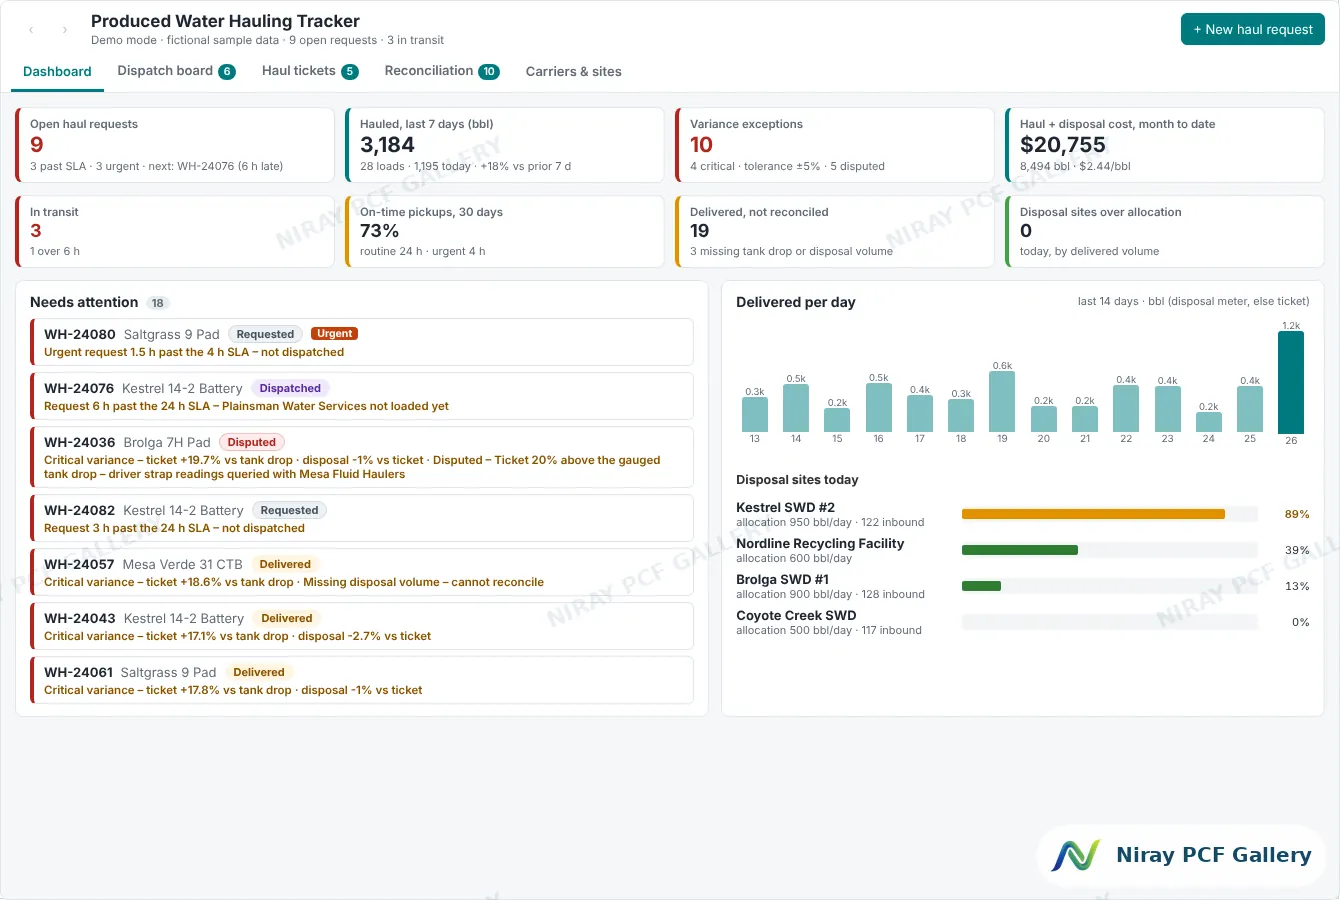 Produced Water Hauling Tracker
Demo mode · fictional sample data · 9 open requests · 3 in transit
+ New haul request
Dashboard
Dispatch board 6
Haul tickets 5
Reconciliation 10
Carriers & sites
Open haul requests
9
3 past SLA · 3 urgent · next: WH-24076 (6 h late)
Hauled, last 7 days (bbl)
3,184
28 loads · 1,195 today · +18% vs prior 7 d
Variance exceptions
10
4 critical · tolerance ±5% · 5 disputed
Haul + disposal cost, month to date
$20,755
8,494 bbl · $2.44/bbl
In transit
3
1 over 6 h
On-time pickups, 30 days
73%
routine 24 h · urgent 4 h
Delivered, not reconciled
19
3 missing tank drop or disposal volume
Disposal sites over allocation
0
today, by delivered volume
Needs attention 18
WH-24080 Saltgrass 9 Pad Requested Urgent
Urgent request 1.5 h past the 4 h SLA – not dispatched
WH-24076 Kestrel 14-2 Battery Dispatched
Request 6 h past the 24 h SLA – Plainsman Water Services not loaded yet
WH-24036 Brolga 7H Pad Disputed
Critical variance – ticket +19.7% vs tank drop · disposal -1% vs ticket · Disputed – Ticket 20% above the gauged
tank drop – driver strap readings queried with Mesa Fluid Haulers
WH-24082 Kestrel 14-2 Battery Requested
Request 3 h past the 24 h SLA – not dispatched
WH-24057 Mesa Verde 31 CTB Delivered
Critical variance – ticket +18.6% vs tank drop · Missing disposal volume – cannot reconcile
WH-24043 Kestrel 14-2 Battery Delivered
Critical variance – ticket +17.1% vs tank drop · disposal -2.7% vs ticket
WH-24061 Saltgrass 9 Pad Delivered
Critical variance – ticket +17.8% vs tank drop · disposal -1% vs ticket
Delivered per day
last 14 days · bbl (disposal meter, else ticket)
0.3k 0.5k 0.2k 0.5k 0.4k 0.3k 0.6k 0.2k 0.2k 0.4k 0.4k 0.2k 0.4k 1.2k
13 14 15 16 17 18 19 20 21 22 23 24 25 26
Disposal sites today
Kestrel SWD #2
allocation 950 bbl/day · 122 inbound
89%
Nordline Recycling Facility
allocation 600 bbl/day
39%
Brolga SWD #1
allocation 900 bbl/day · 128 inbound
13%
Coyote Creek SWD
allocation 500 bbl/day · 117 inbound
0%
NIRAY PCF GALLERY
NIRAY PCF GALLERY
NIRAY PCF GALLERY
Niray PCF Gallery